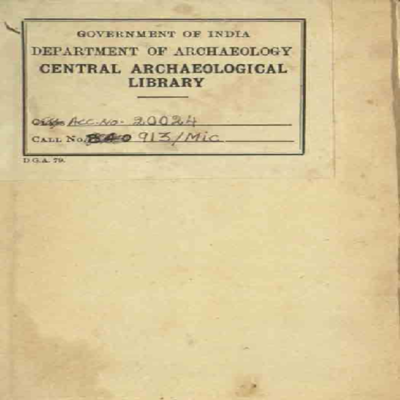 GOVERNMENT OF INDIA
DEPARTMENT OF ARCHAEOLOGY
CENTRAL ARCHAEOLOGICAL
LIBRARY
Acc. No. 20024
CALL No. 913/Mic
D.G.A. 79.